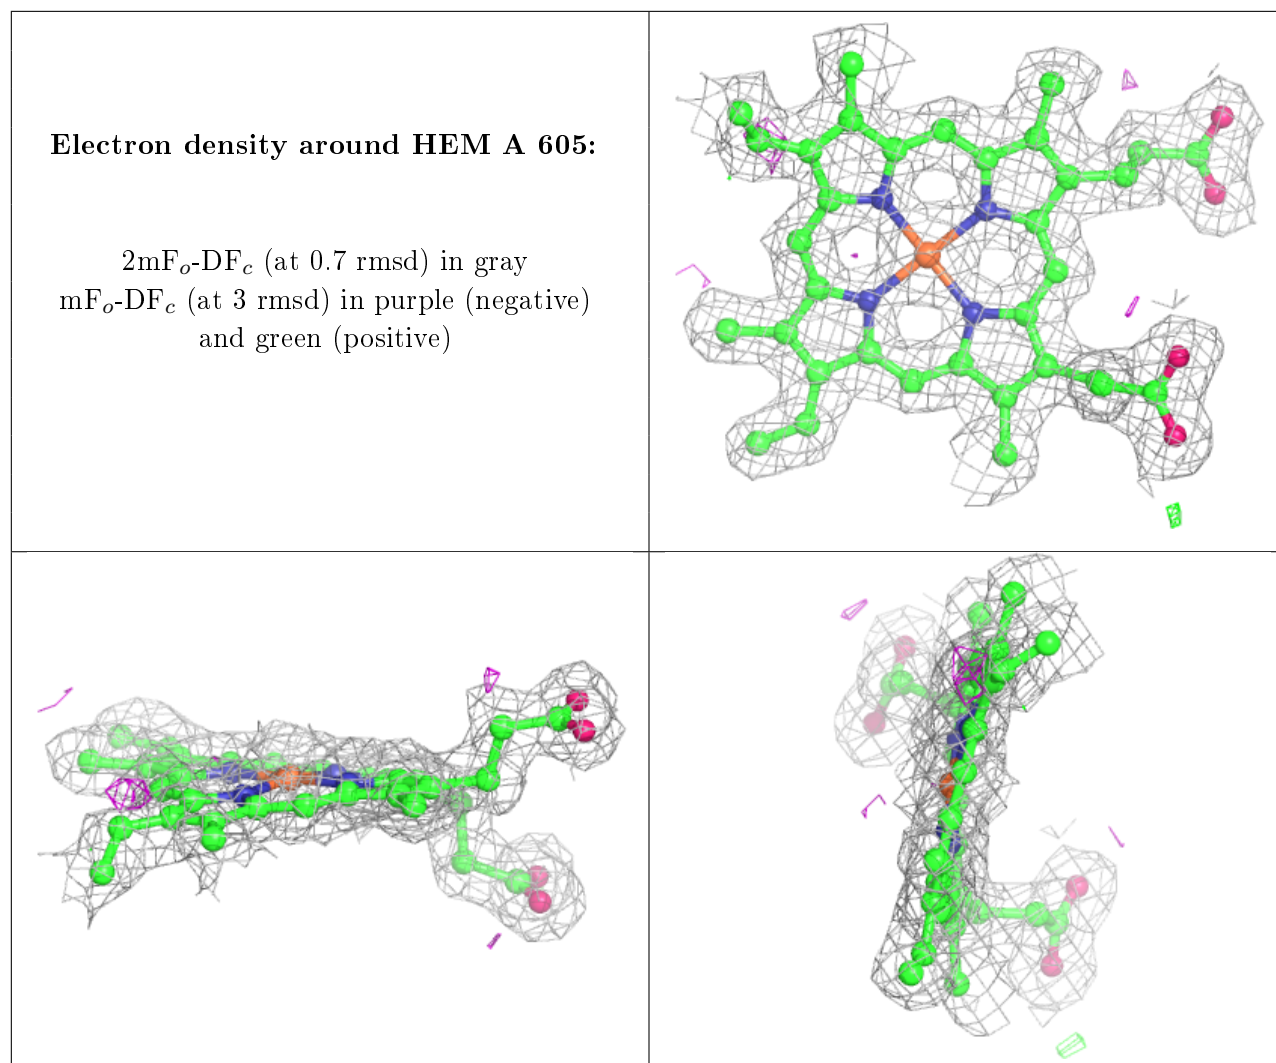 Electron density around HEM A 605:
2mFₒ-DF𝒸 (at 0.7 rmsd) in gray
mFₒ-DF𝒸 (at 3 rmsd) in purple (negative)
and green (positive)